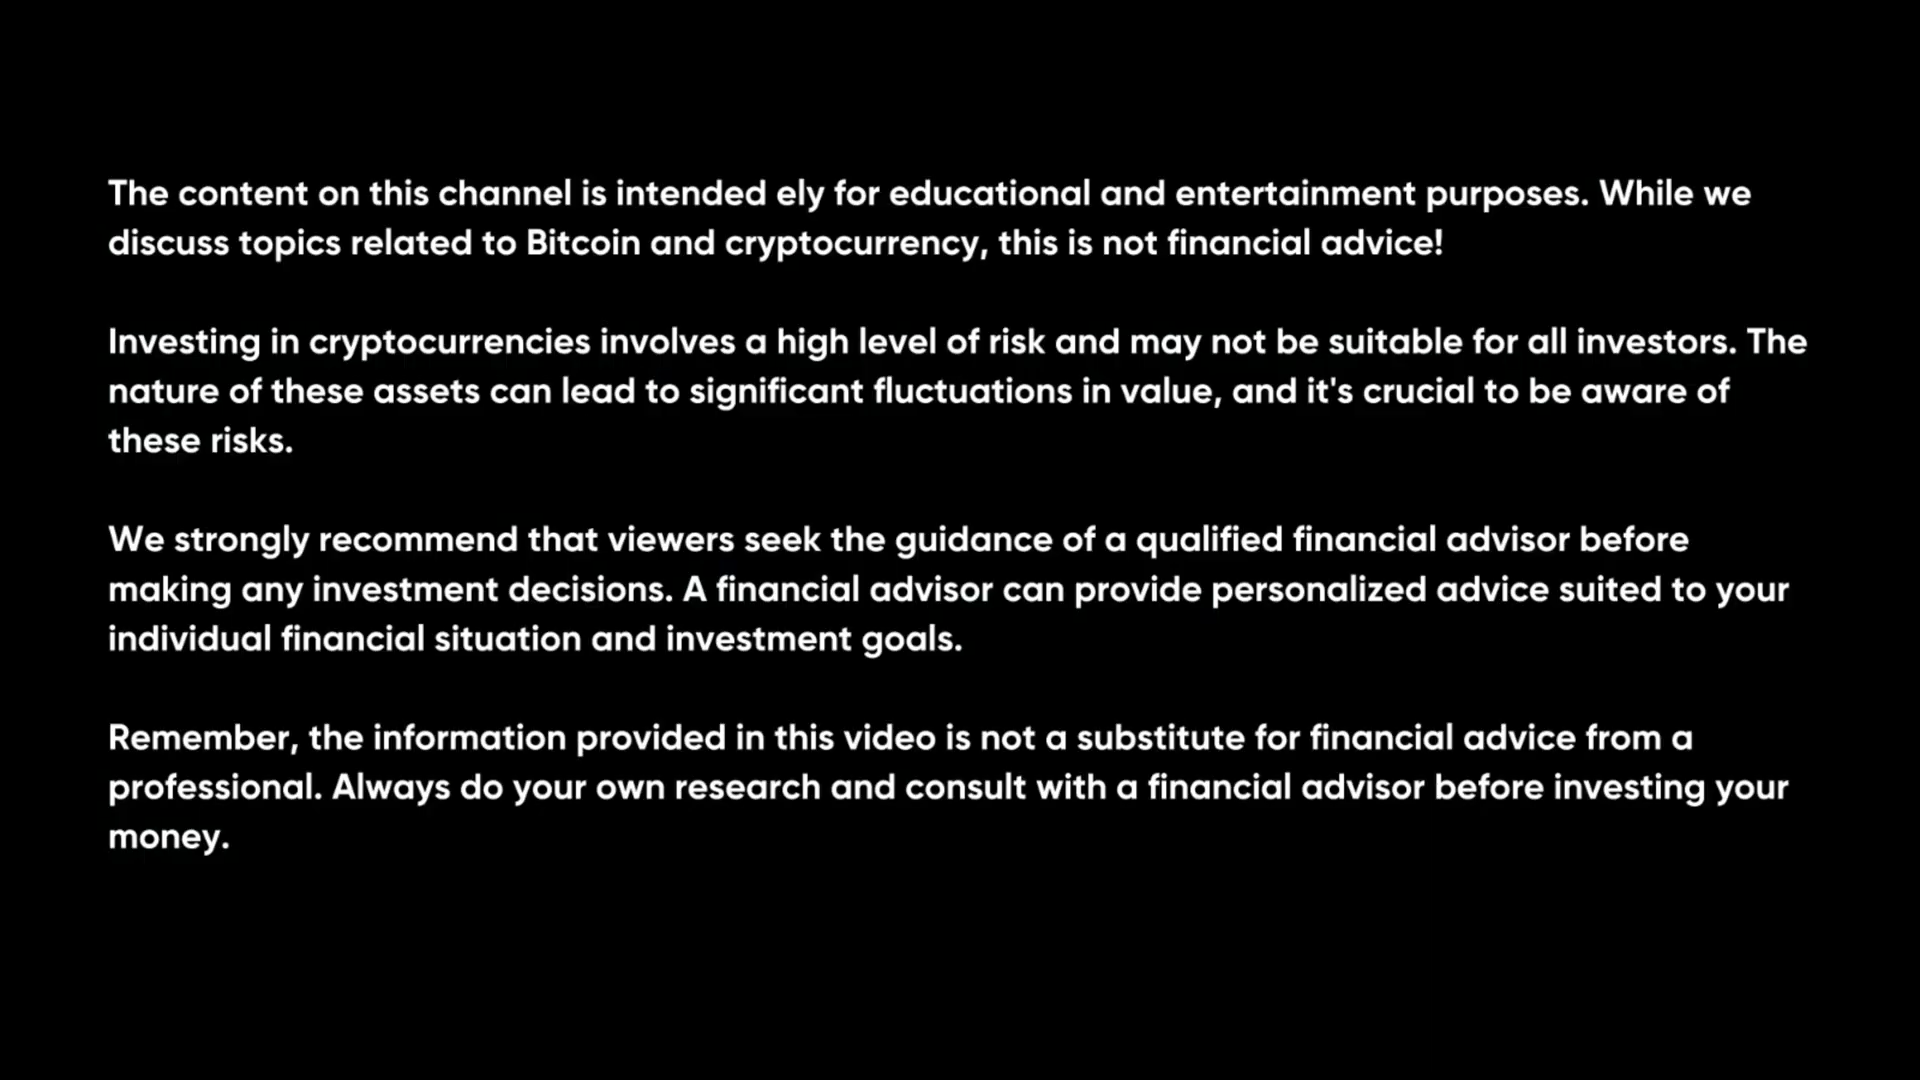 The content on this channel is intended ely for educational and entertainment purposes. While we
discuss topics related to Bitcoin and cryptocurrency, this is not financial advice!
Investing in cryptocurrencies involves a high level of risk and may not be suitable for all investors. The
nature of these assets can lead to significant fluctuations in value, and it's crucial to be aware of
these risks.
We strongly recommend that viewers seek the guidance of a qualified financial advisor before
making any investment decisions. A financial advisor can provide personalized advice suited to your
individual financial situation and investment goals.
Remember, the information provided in this video is not a substitute for financial advice from a
professional. Always do your own research and consult with a financial advisor before investing your
money.